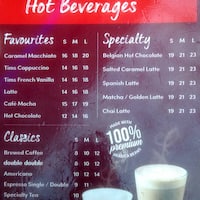 Hot Beverages
Favourites S M L
Caramel Macchiato 16 18 20
Tims Cappuccino 14 16 18
Tims French Vanilla 14 16 18
Latte 14 16 18
Café Mocha 15 17 19
Hot Chocolate 12 14 16
Specialty S M L
Belgian Hot Chocolate 19 21 23
Salted Caramel Latte 19 21 23
Spanish Latte 19 21 23
Matcha / Golden Latte 19 21 23
Chai Latte 19 21 23
Classics S M L
Brewed Coffee 8 10 12
double double 8 10 12
Americano 10 12 14
Espresso Single / Double
Specialty Tea
MADE WITH
100%
premium
ARABICA BEANS